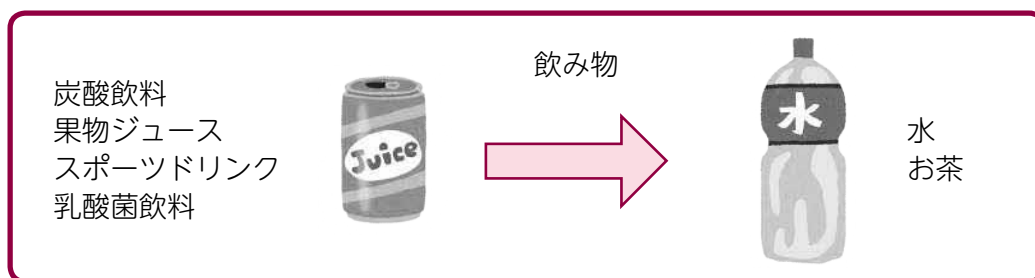 飲み物
炭酸飲料
果物ジュース
スポーツドリンク
乳酸菌飲料
Juice
水
水
お茶